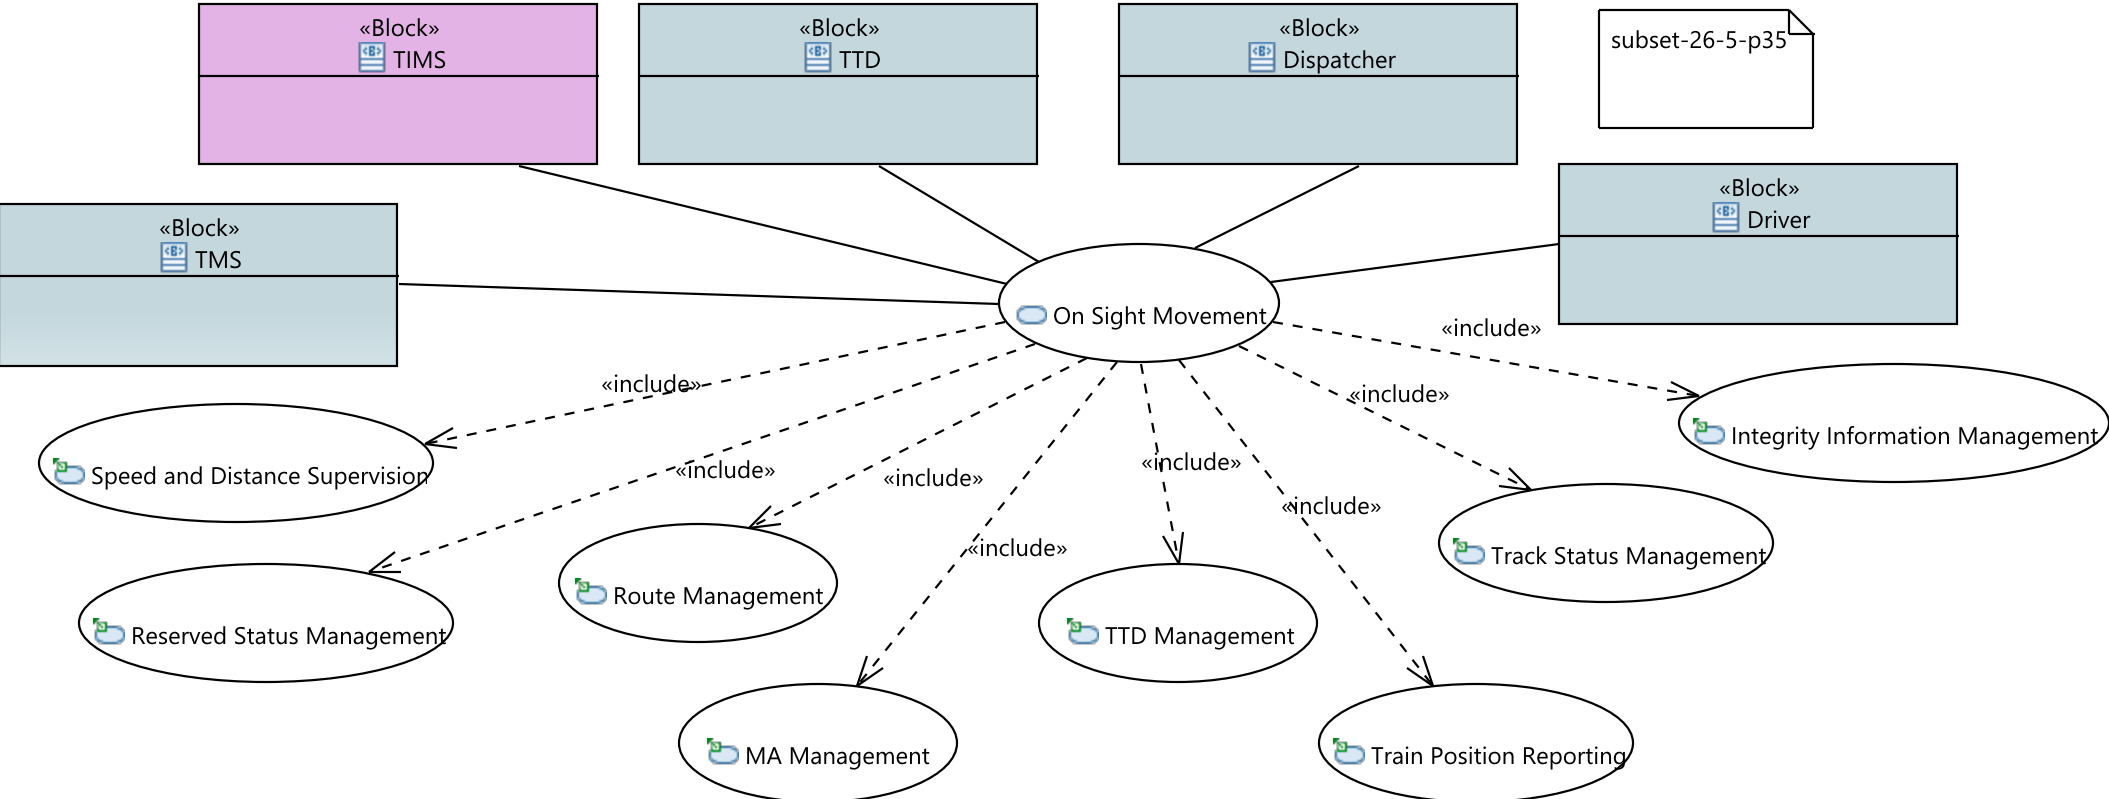 «Block»
TIMS
«Block»
TTD
«Block»
Dispatcher
subset-26-5-p35
«Block»
TMS
«Block»
Driver
On Sight Movement
«include»
«include»
«include»
«include»
«include»
«include»
«include»
«include»
Speed and Distance Supervision
Reserved Status Management
Route Management
MA Management
TTD Management
Train Position Reporting
Track Status Management
Integrity Information Management